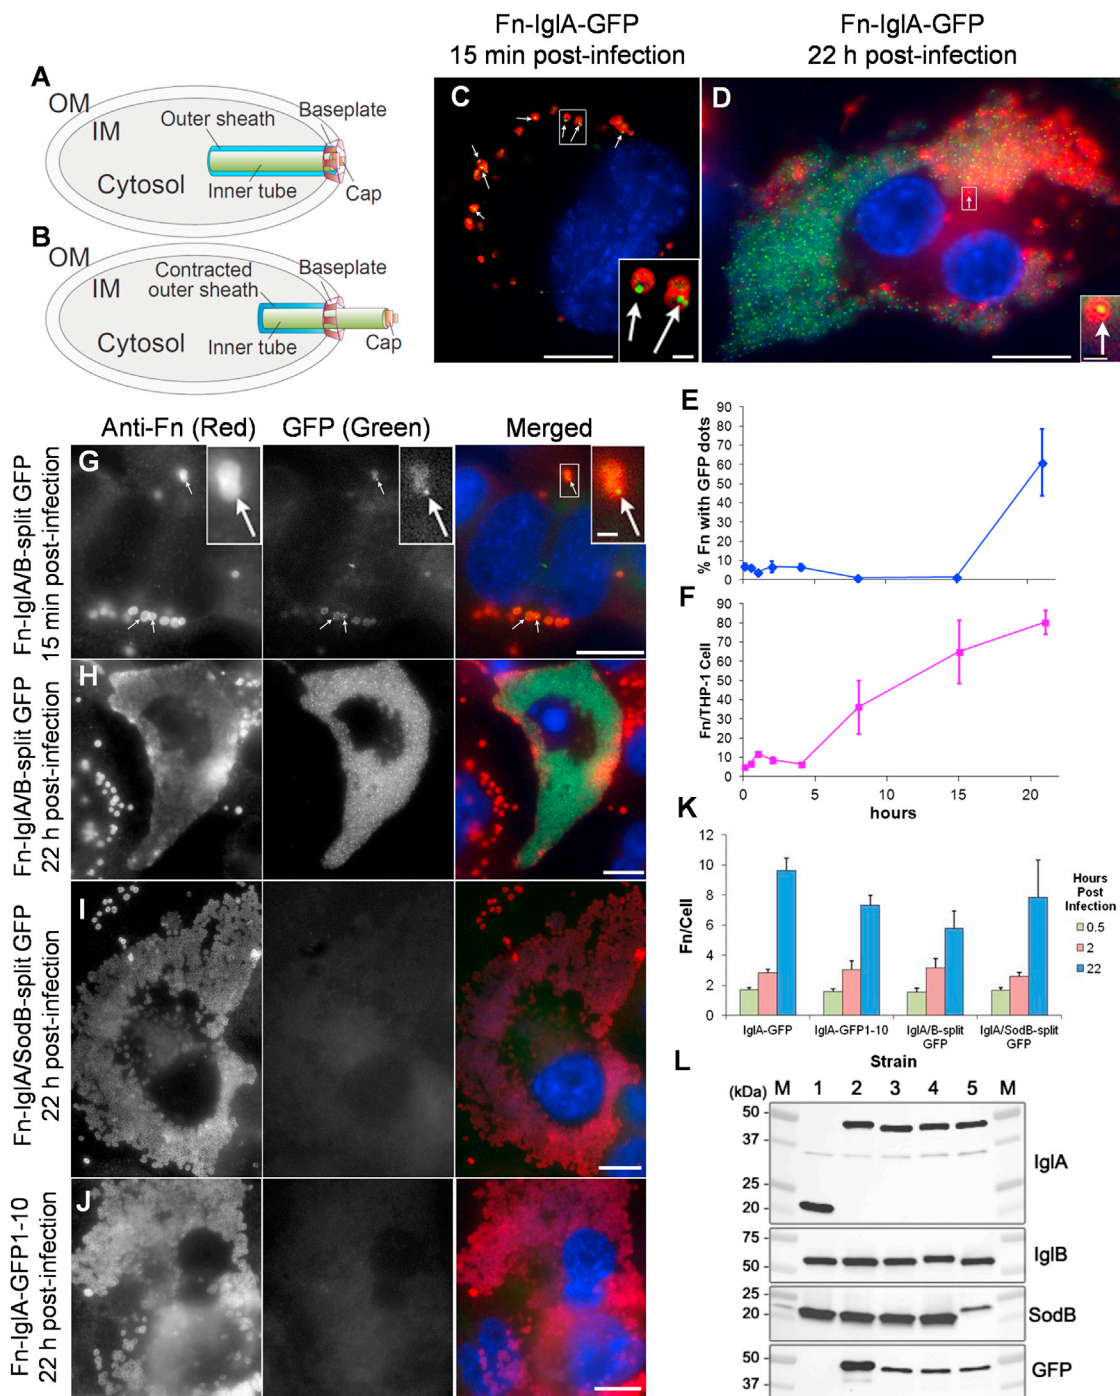 Fn-IglA-GFP
15 min post-infection
Fn-IglA-GFP
22 h post-infection
A
OM
IM
Baseplate
Outer sheath
Cytosol
Inner tube
Cap
B
OM
IM
Baseplate
Contracted
outer sheath
Cytosol
Inner tube
Cap
C
D
E
% Fn with GFP dots
90
80
70
60
50
40
30
20
10
0
F
Fn/THP-1 Cell
90
80
70
60
50
40
30
20
10
0
0
5
10
15
20
hours
Anti-Fn (Red)
GFP (Green)
Merged
G
Fn-IglA/B-split GFP
15 min post-infection
H
Fn-IglA/B-split GFP
22 h post-infection
I
Fn-IglA/SodB-split GFP
22 h post-infection
J
Fn-IglA-GFP1-10
22 h post-infection
K
Fn/Cell
12
10
8
6
4
2
0
IglA-GFP
IglA-GFP1-10
IglA/B-split
GFP
IglA/SodB-split
GFP
Strain
Hours
Post
Infection
0.5
2
22
L
(kDa)
M 1 2 3 4 5 M
50
37
25
20
IglA
75
50
IglB
25
20
SodB
50
37
GFP